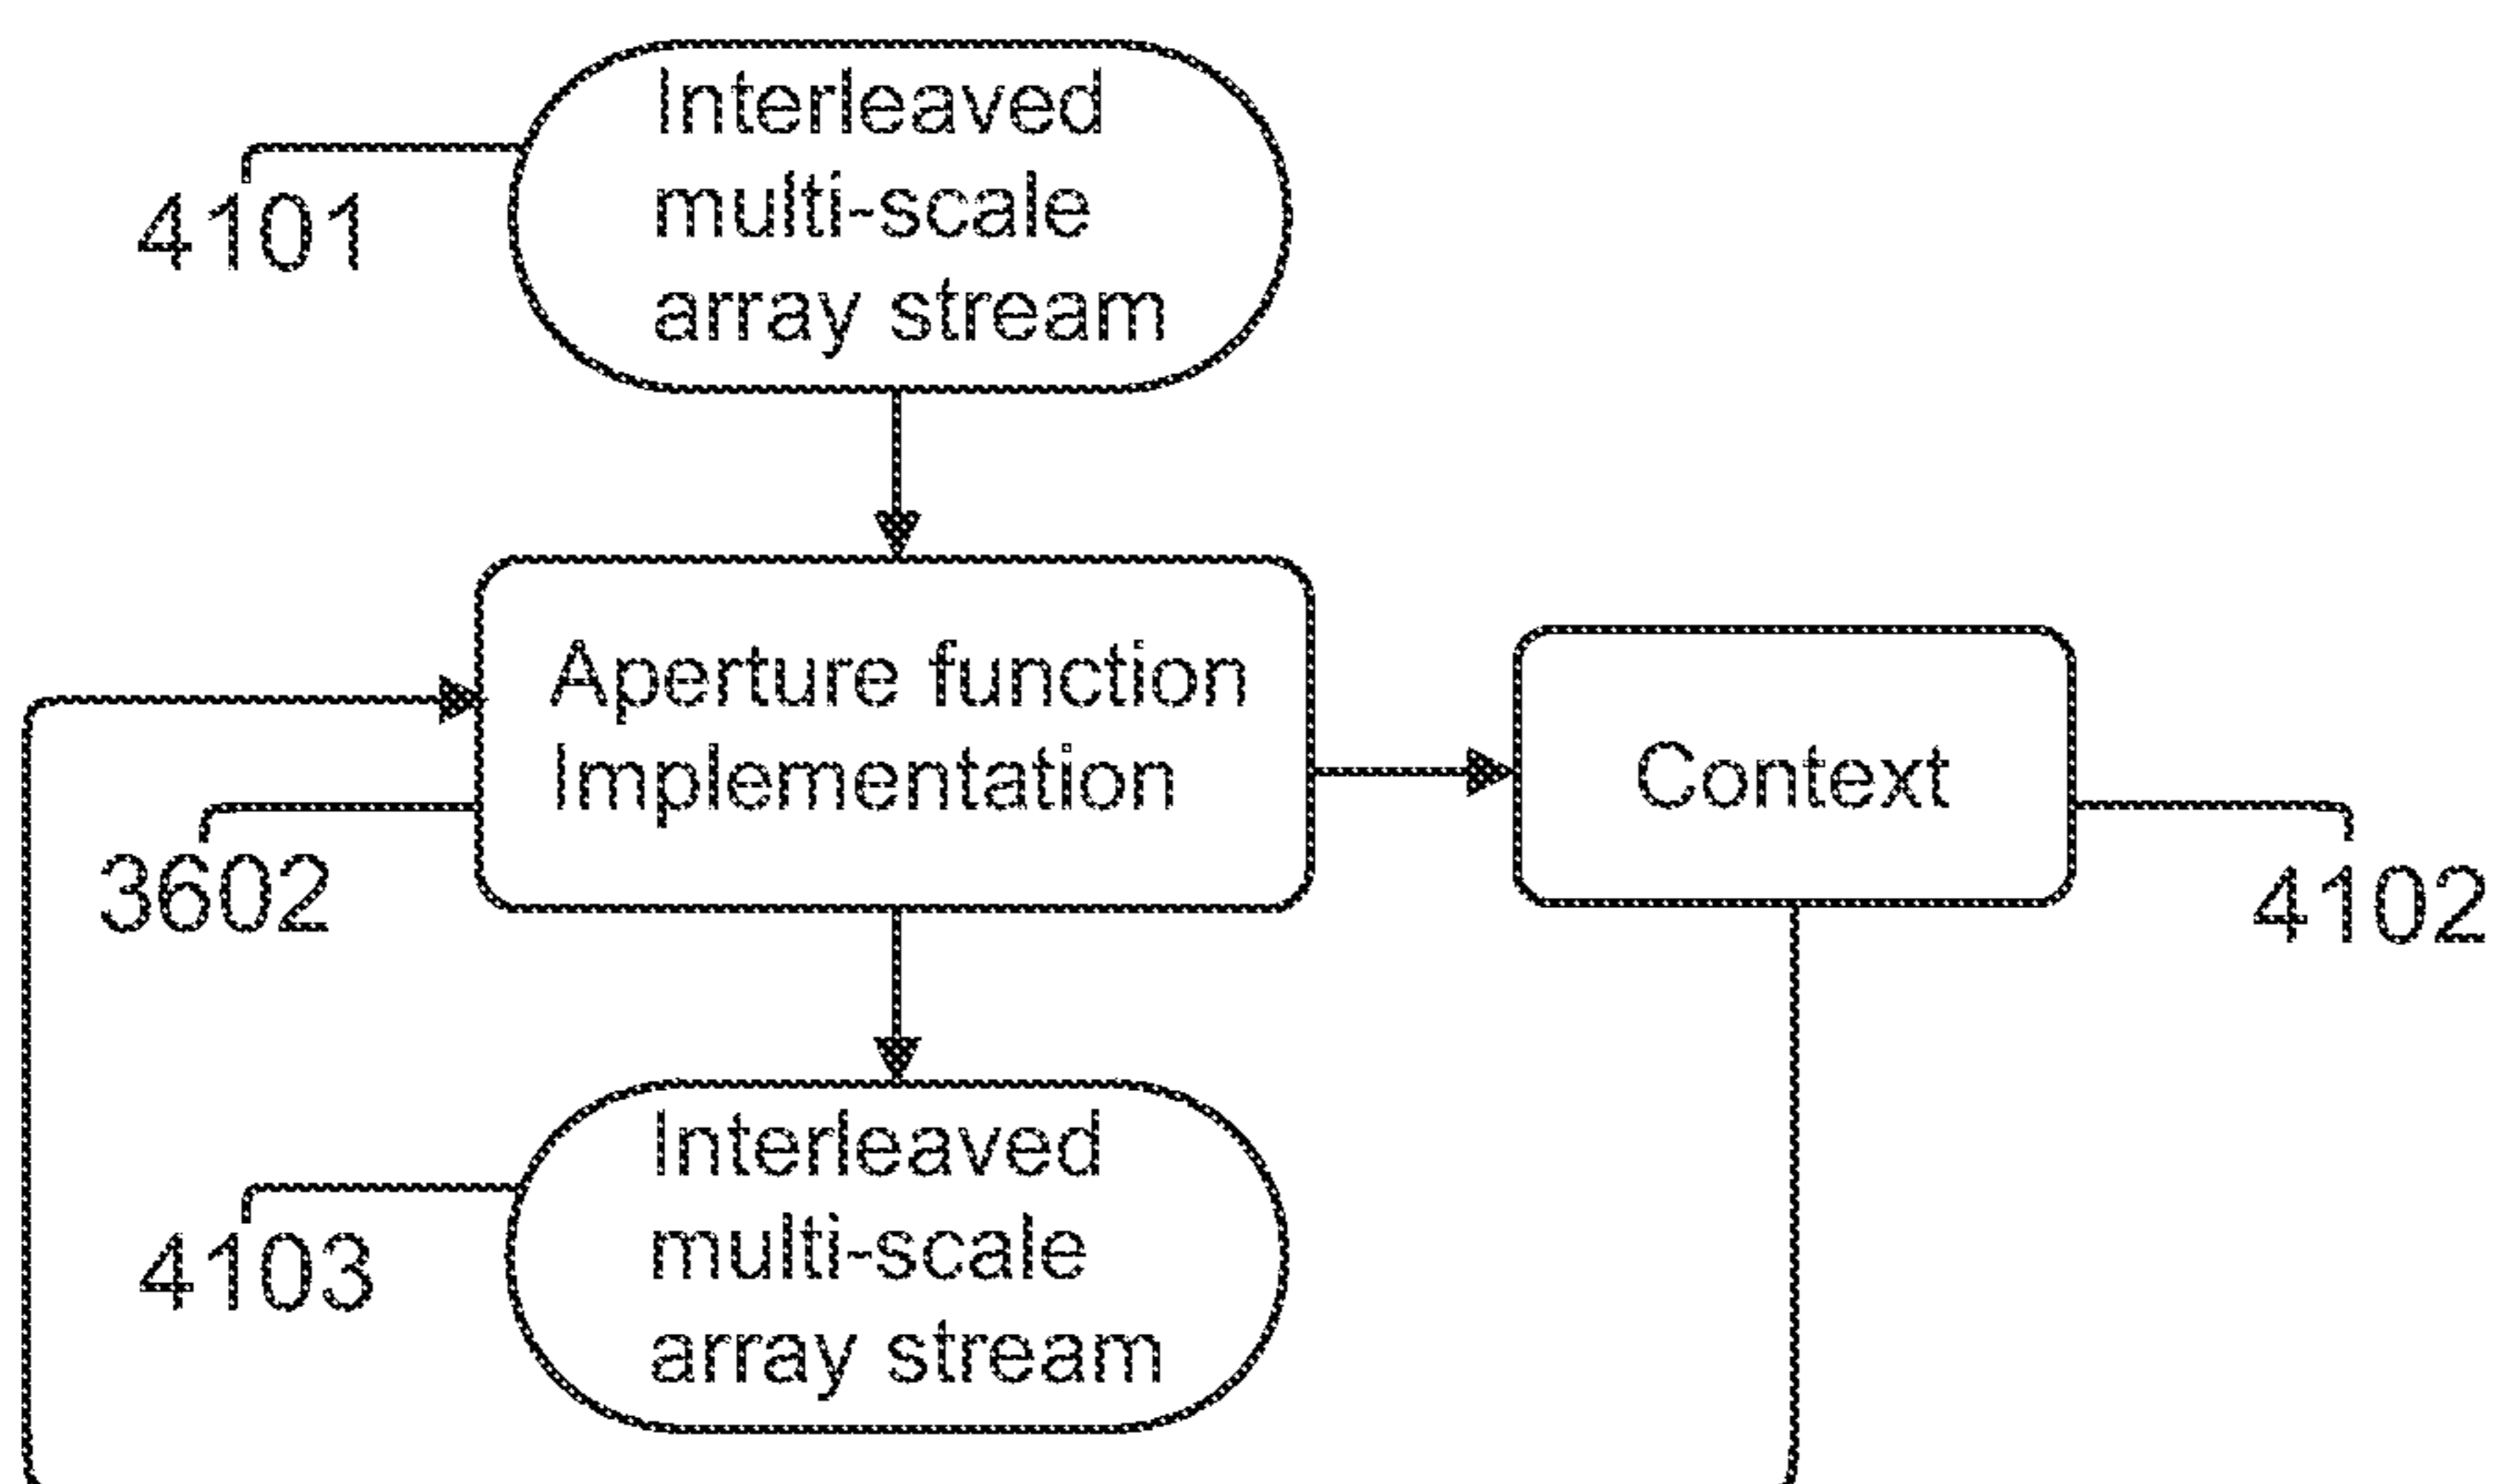 Interleaved
multi-scale
array stream
4101
Aperture function
Implementation
Context
3602
4102
Interleaved
multi-scale
array stream
4103